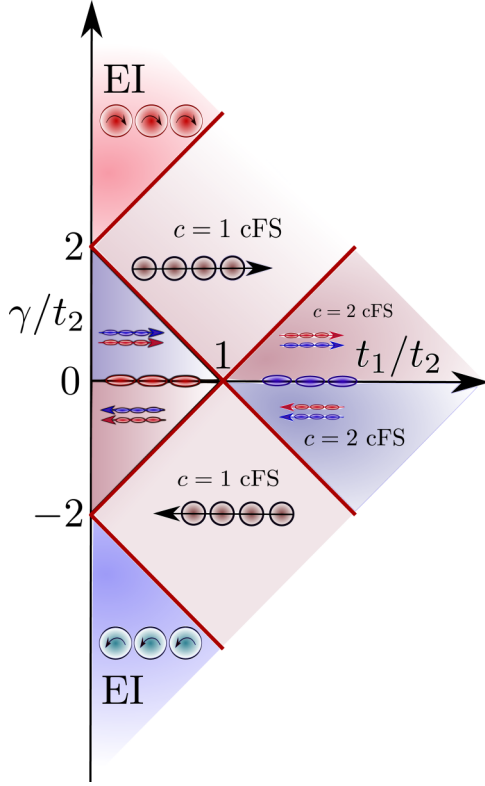 EI
c = 1 cFS
2
γ/t₂
c = 2 cFS
1
t₁/t₂
0
c = 2 cFS
c = 1 cFS
−2
EI